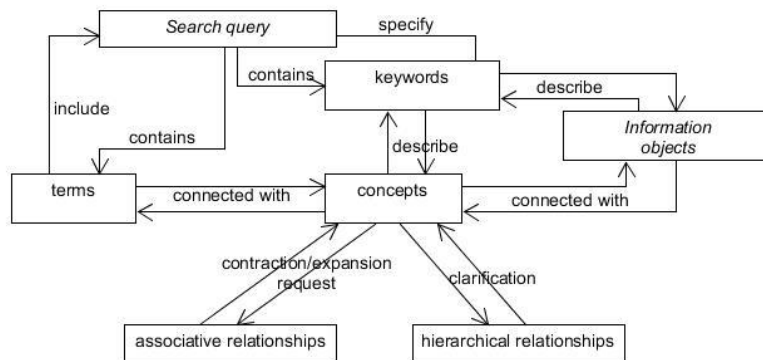 Search query
specify
keywords
contains
describe
include
Information
objects
contains
describe
terms
connected with
concepts
connected with
contraction/expansion
request
clarification
associative relationships
hierarchical relationships